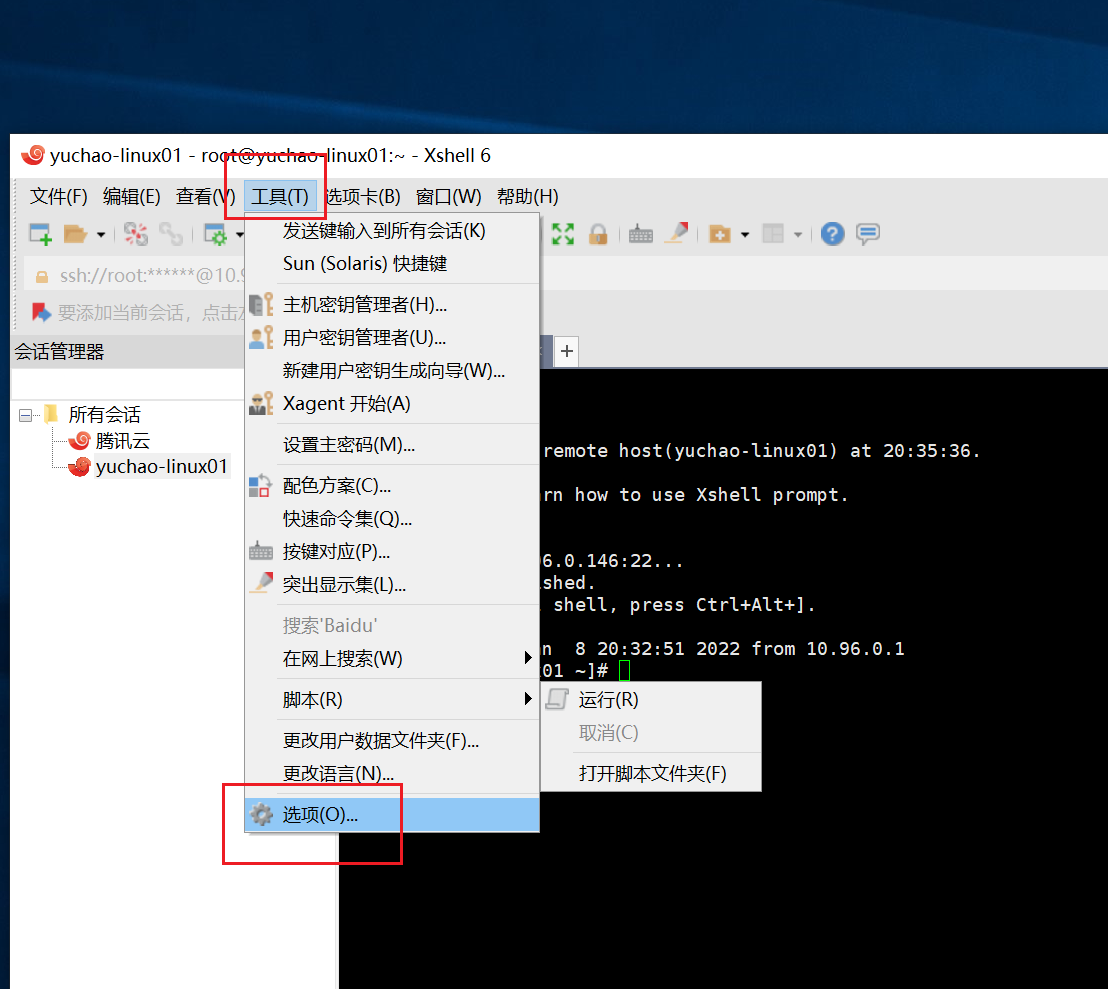 yuchao-linux01 - root@yuchao-linux01:~ - Xshell 6
文件(F) 编辑(E) 查看(V) 工具(T) 选项卡(B) 窗口(W) 帮助(H)
ssh://root:******@10.9
要添加当前会话，点击
会话管理器
所有会话
腾讯云
yuchao-linux01
发送键输入到所有会话(K)
Sun (Solaris) 快捷键
主机密钥管理者(H)...
用户密钥管理者(U)...
新建用户密钥生成向导(W)...
Xagent 开始(A)
设置主密码(M)...
配色方案(C)...
快速命令集(Q)...
按键对应(P)...
突出显示集(L)...
搜索'Baidu'
在网上搜索(W)
脚本(R)
更改用户数据文件夹(F)...
更改语言(N)...
选项(O)...
运行(R)
取消(C)
打开脚本文件夹(F)
remote host(yuchao-linux01) at 20:35:36.
rn how to use Xshell prompt.
96.0.146:22...
shed.
shell, press Ctrl+Alt+].
n  8 20:32:51 2022 from 10.96.0.1
01 ~]#